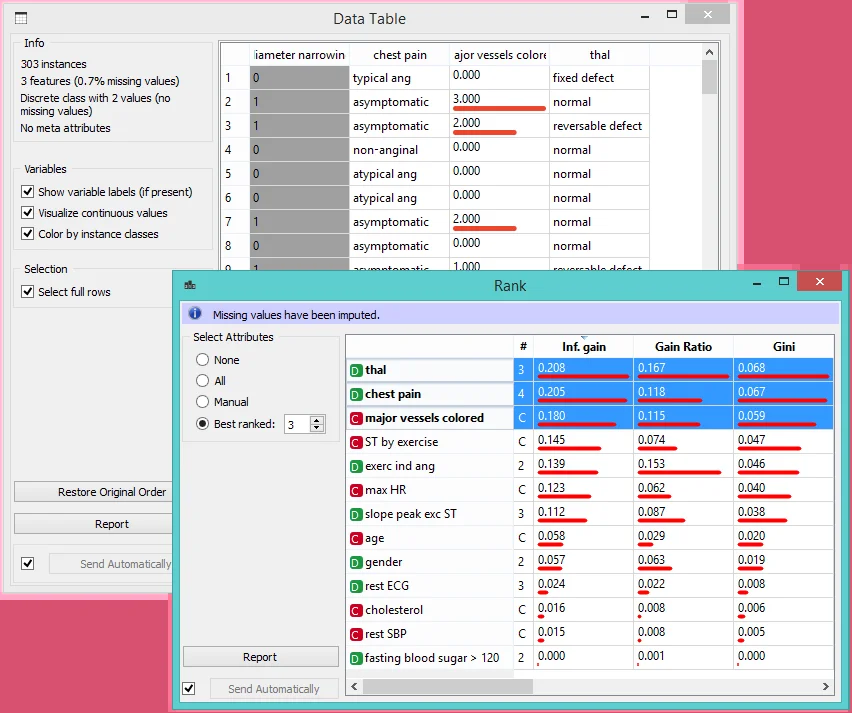 Data Table
Info
303 instances
3 features (0.7% missing values)
Discrete class with 2 values (no
missing values)
No meta attributes
Variables
Show variable labels (if present)
Visualize continuous values
Color by instance classes
Selection
Select full rows
Restore Original Order
Report
Send Automatically
iameter narrowin chest pain ajor vessels colore thal
1 0 typical ang 0.000 fixed defect
2 1 asymptomatic 3.000 normal
3 1 asymptomatic 2.000 reversable defect
4 0 non-anginal 0.000 normal
5 0 atypical ang 0.000 normal
6 0 atypical ang 0.000 normal
7 1 asymptomatic 2.000 normal
8 0 asymptomatic 0.000 normal
9 1 asymptomatic 1.000 reversable defect
Rank
Missing values have been imputed.
Select Attributes
None
All
Manual
Best ranked: 3
Report
Send Automatically
# Inf. gain Gain Ratio Gini
D thal 3 0.208 0.167 0.068
D chest pain 4 0.205 0.118 0.067
C major vessels colored C 0.180 0.115 0.059
C ST by exercise C 0.145 0.074 0.047
D exerc ind ang 2 0.139 0.153 0.046
C max HR C 0.123 0.062 0.040
D slope peak exc ST 3 0.112 0.087 0.038
C age C 0.058 0.029 0.020
D gender 2 0.057 0.063 0.019
D rest ECG 3 0.024 0.022 0.008
C cholesterol C 0.016 0.008 0.006
C rest SBP C 0.015 0.008 0.005
D fasting blood sugar > 120 2 0.000 0.001 0.000